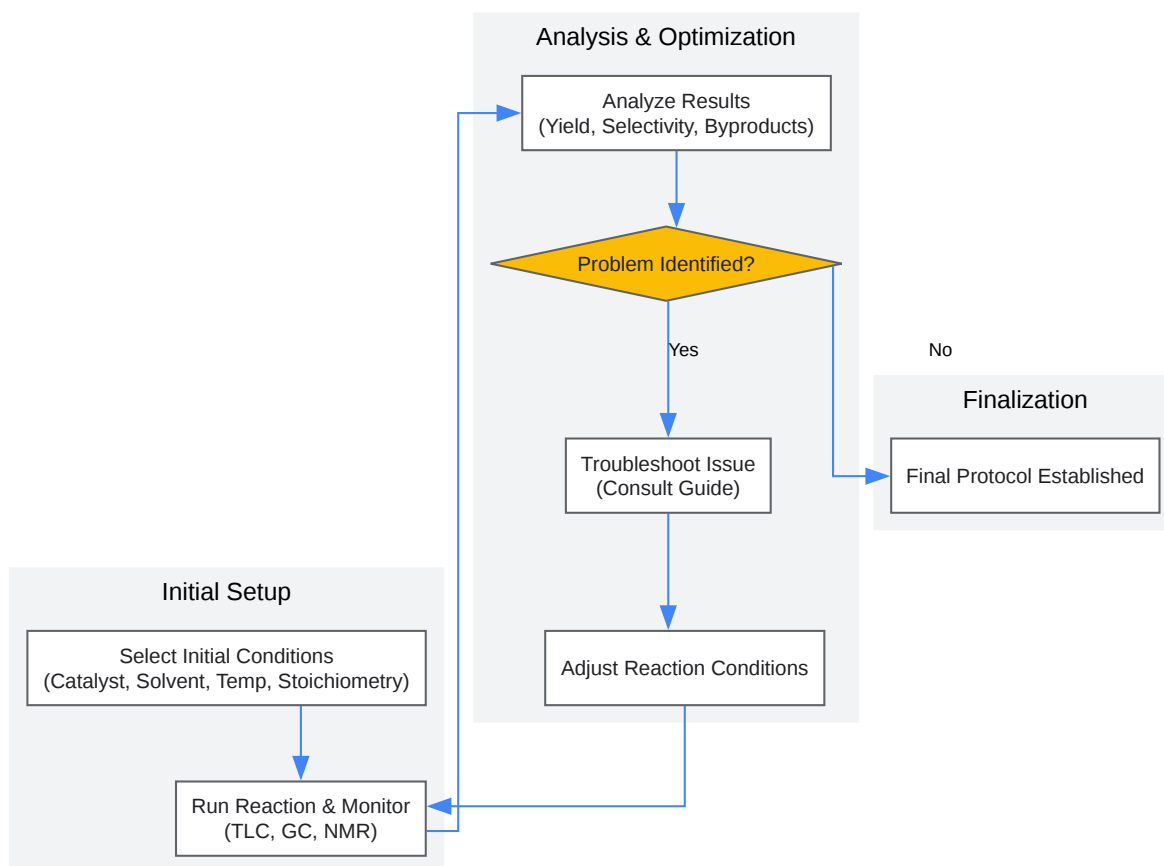 Analysis & Optimization
Analyze Results
(Yield, Selectivity, Byproducts)
Problem Identified?
Yes
No
Finalization
Troubleshoot Issue
(Consult Guide)
Final Protocol Established
Initial Setup
Select Initial Conditions
(Catalyst, Solvent, Temp, Stoichiometry)
Adjust Reaction Conditions
Run Reaction & Monitor
(TLC, GC, NMR)